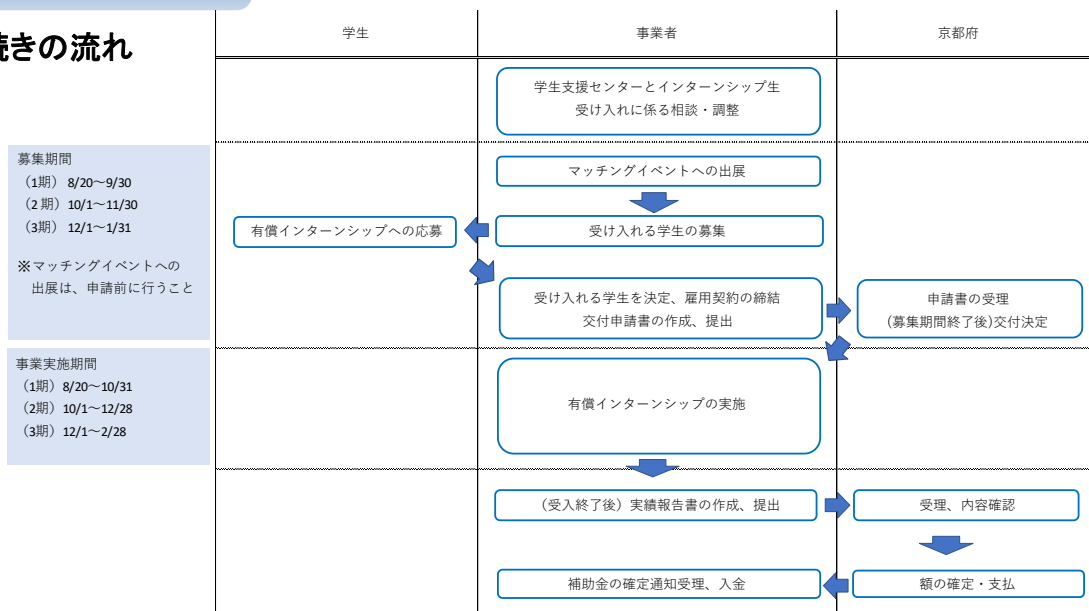 きの流れ
学生
事業者
京都府
学生支援センターとインターンシップ生
受け入れに係る相談・調整
募集期間
（1期） 8/20～9/30
（2 期）10/1～11/30
（3期） 12/1～1/31
※マッチングイベントへの
出展は、申請前に行うこと
マッチングイベントへの出展
有償インターンシップへの応募
受け入れる学生の募集
受け入れる学生を決定、雇用契約の締結
交付申請書の作成、提出
申請書の受理
(募集期間終了後)交付決定
事業実施期間
（1期）8/20～10/31
（2期）10/1～12/28
（3期）12/1～2/28
有償インターンシップの実施
（受入終了後）実績報告書の作成、提出
受理、内容確認
補助金の確定通知受理、入金
額の確定・支払